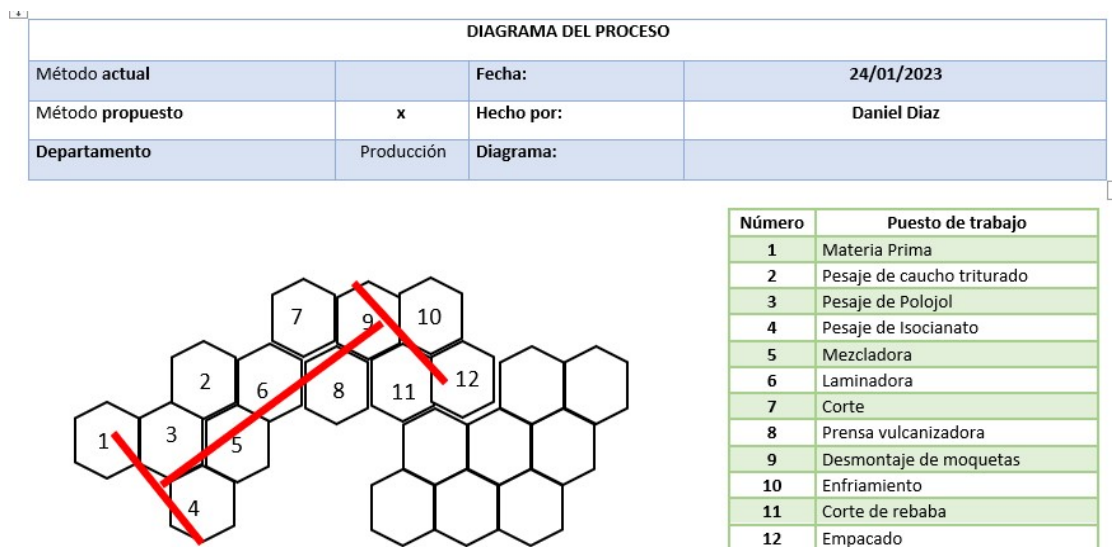 DIAGRAMA DEL PROCESO
Método actual Fecha: 24/01/2023
Método propuesto x Hecho por: Daniel Diaz
Departamento Producción Diagrama:
Número Puesto de trabajo
1 Materia Prima
2 Pesaje de caucho triturado
3 Pesaje de Polojol
4 Pesaje de Isocianato
5 Mezcladora
6 Laminadora
7 Corte
8 Prensa vulcanizadora
9 Desmontaje de moquetas
10 Enfriamiento
11 Corte de rebaba
12 Empacado
7 9 10
2 6 8 11 12
1 3 5
4